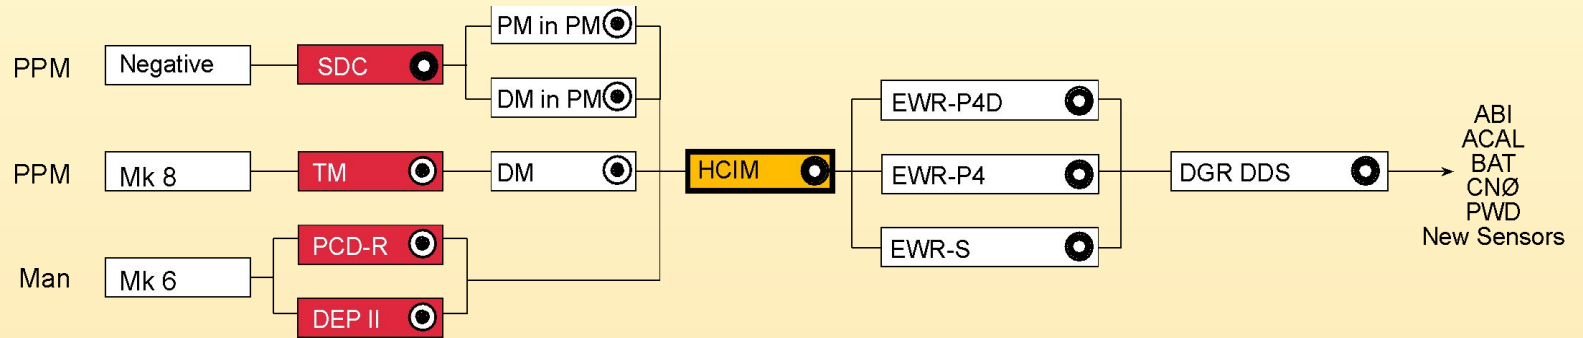 PPM
Negative
SDC
PM in PM
DM in PM
PPM
Mk 8
TM
DM
Man
Mk 6
PCD-R
DEP II
HCIM
EWR-P4D
EWR-P4
EWR-S
DGR DDS
ABI
ACAL
BAT
CNØ
PWD
New Sensors